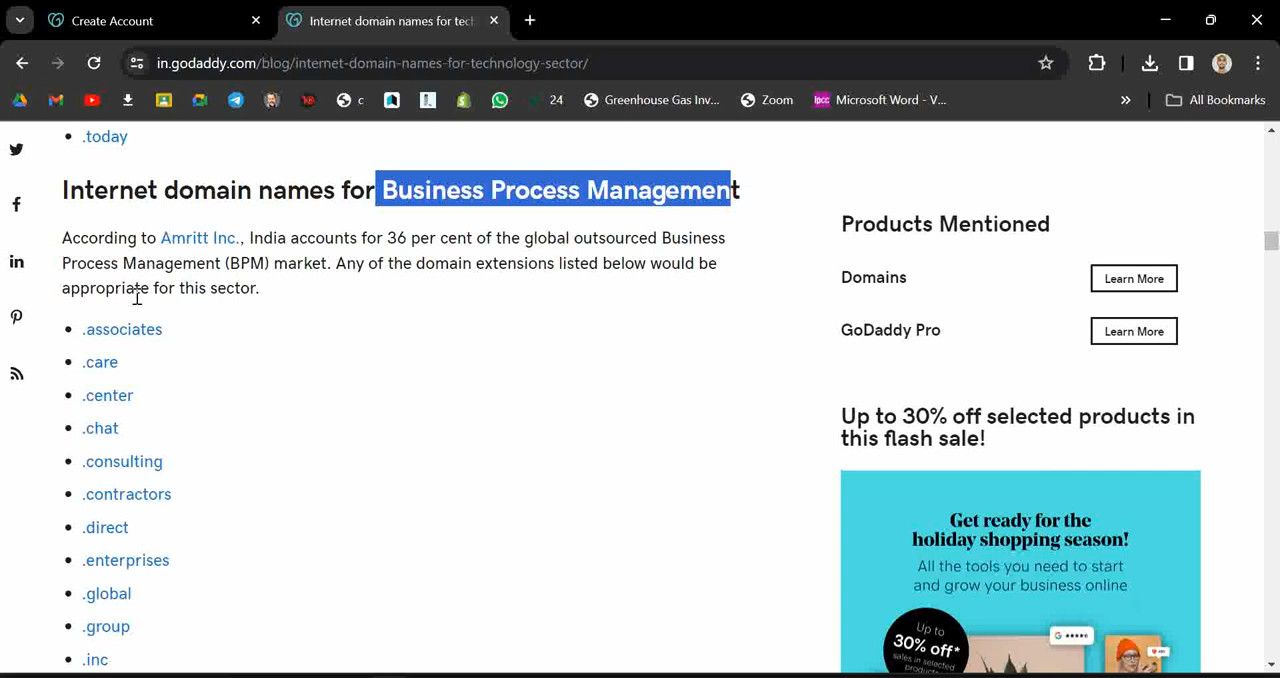 Create Account
Internet domain names for tec
in.godaddy.com/blog/internet-domain-names-for-technology-sector/
c
24
Greenhouse Gas Inv...
Zoom
ipcc
Microsoft Word - V...
»
All Bookmarks
.today
Internet domain names for Business Process Management
According to Amritt Inc., India accounts for 36 per cent of the global outsourced Business
Process Management (BPM) market. Any of the domain extensions listed below would be
appropriate for this sector.
.associates
.care
.center
.chat
.consulting
.contractors
.direct
.enterprises
.global
.group
.inc
Products Mentioned
Domains
Learn More
GoDaddy Pro
Learn More
Up to 30% off selected products in
this flash sale!
Get ready for the
holiday shopping season!
All the tools you need to start
and grow your business online
Up to
30% off*
sales in selected
products